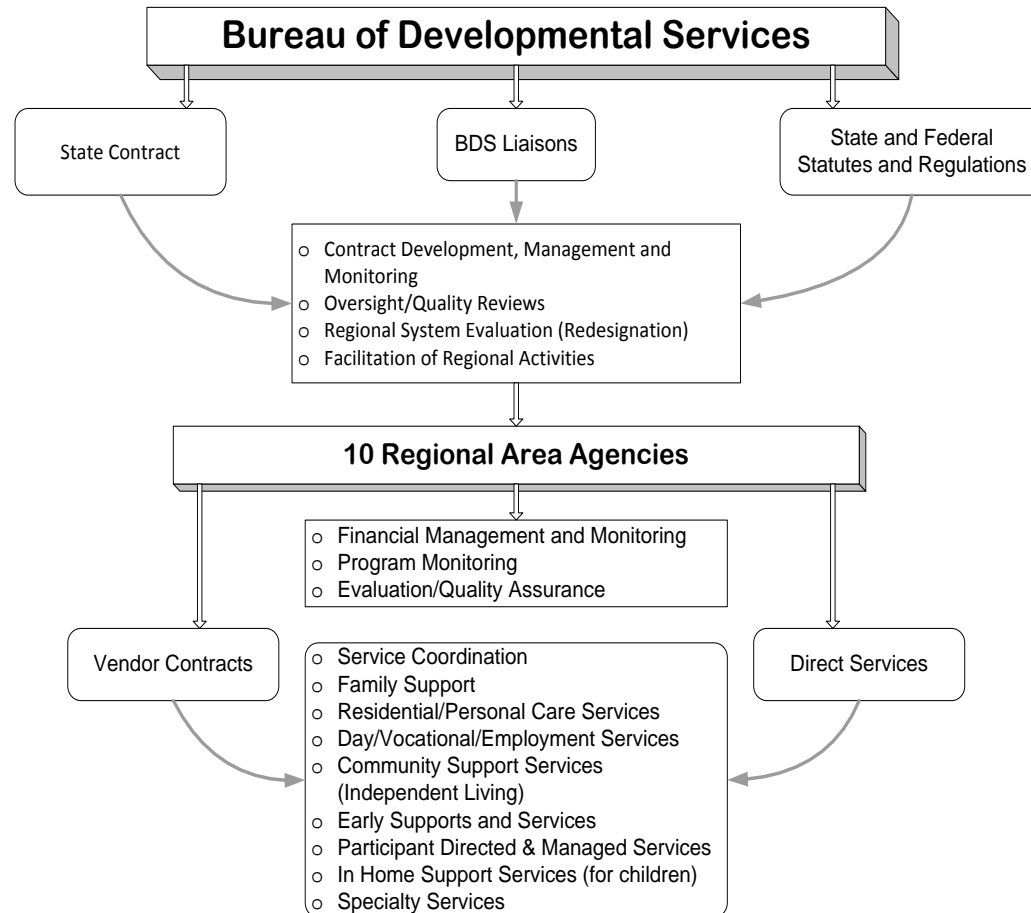 Bureau of Developmental Services
State Contract
BDS Liaisons
State and Federal
Statutes and Regulations
o Contract Development, Management and
Monitoring
o Oversight/Quality Reviews
o Regional System Evaluation (Redesignation)
o Facilitation of Regional Activities
10 Regional Area Agencies
o Financial Management and Monitoring
o Program Monitoring
o Evaluation/Quality Assurance
Vendor Contracts
o Service Coordination
o Family Support
o Residential/Personal Care Services
o Day/Vocational/Employment Services
o Community Support Services
(Independent Living)
o Early Supports and Services
o Participant Directed & Managed Services
o In Home Support Services (for children)
o Specialty Services
Direct Services